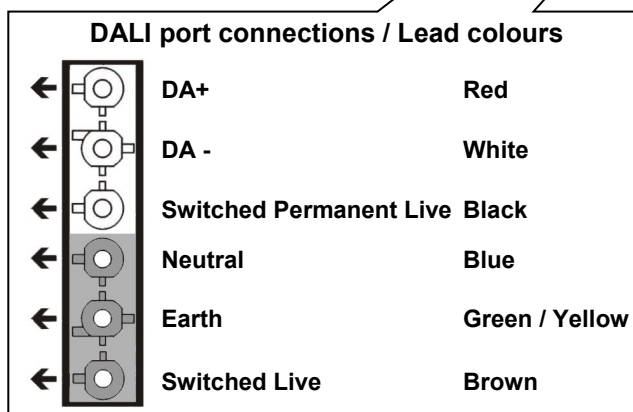 DALI port connections / Lead colours
DA+ Red
DA - White
Switched Permanent Live Black
Neutral Blue
Earth Green / Yellow
Switched Live Brown